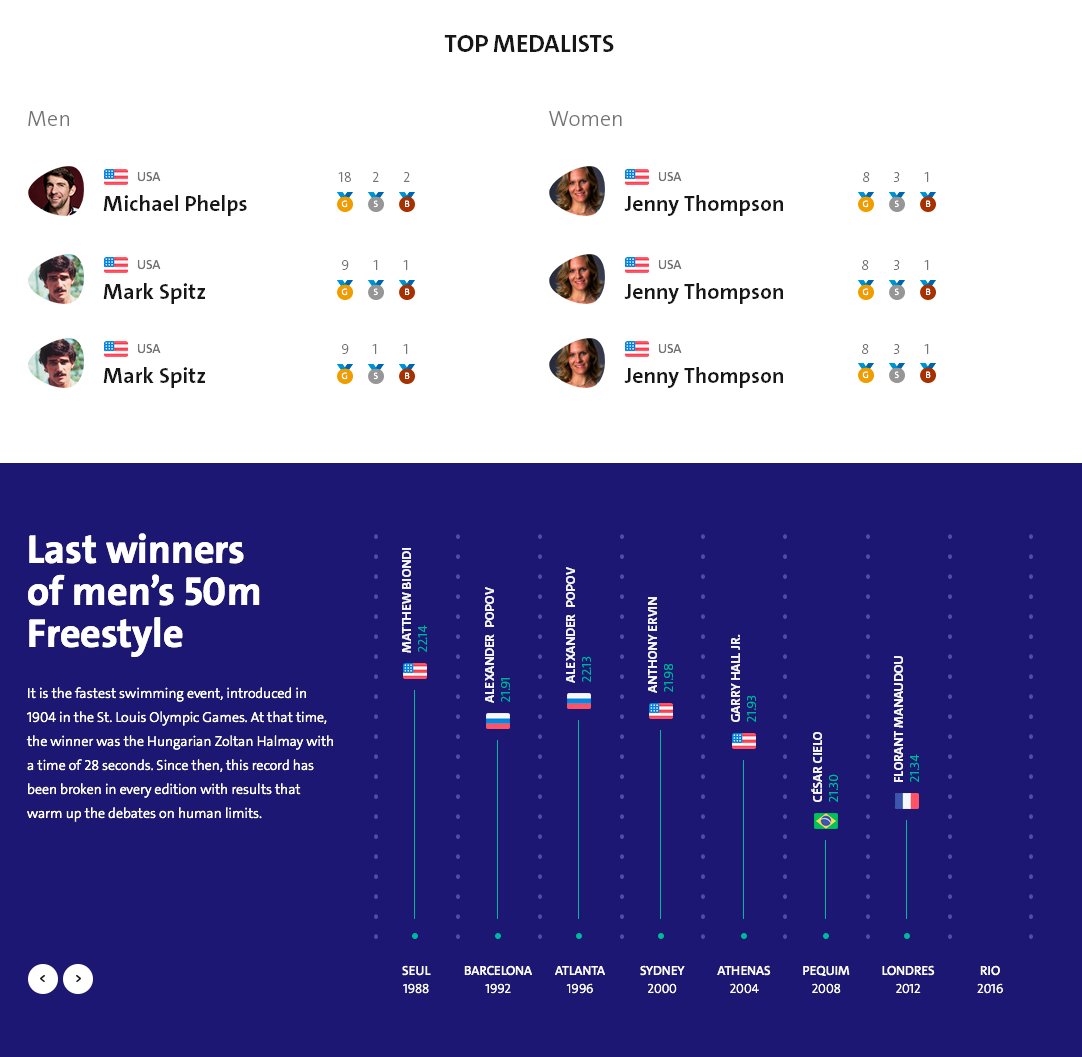 TOP MEDALISTS
Men
USA
Michael Phelps
18 2 2
G S B
USA
Mark Spitz
9 1 1
G S B
USA
Mark Spitz
9 1 1
G S B
Women
USA
Jenny Thompson
8 3 1
G S B
USA
Jenny Thompson
8 3 1
G S B
USA
Jenny Thompson
8 3 1
G S B
Last winners
of men’s 50m
Freestyle
It is the fastest swimming event, introduced in
1904 in the St. Louis Olympic Games. At that time,
the winner was the Hungarian Zoltan Halmay with
a time of 28 seconds. Since then, this record has
been broken in every edition with results that
warm up the debates on human limits.
MATTHEW BIONDI
22.14
ALEXANDER POPOV
21.91
ALEXANDER POPOV
22.13
ANTHONY ERVIN
21.98
GARRY HALL JR.
21.93
CÉSAR CIELO
21.30
FLORANT MANAUDOU
21.34
SEUL
1988
BARCELONA
1992
ATLANTA
1996
SYDNEY
2000
ATHENAS
2004
PEQUIM
2008
LONDRES
2012
RIO
2016